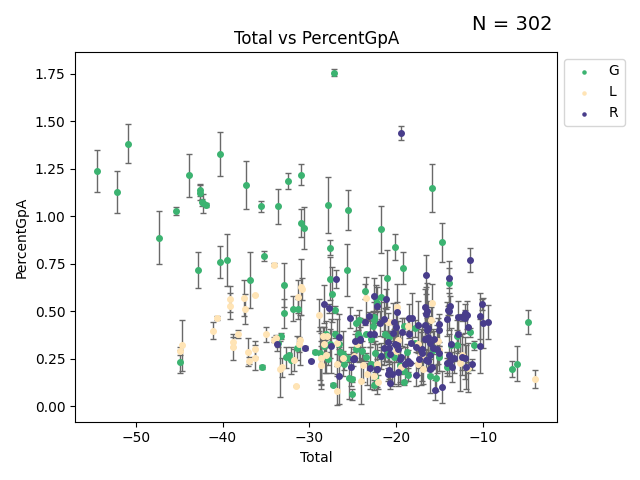 N = 302
Total vs PercentGpA
G
L
R
PercentGpA
1.75
1.50
1.25
1.00
0.75
0.50
0.25
0.00
−50
−40
−30
−20
−10
Total